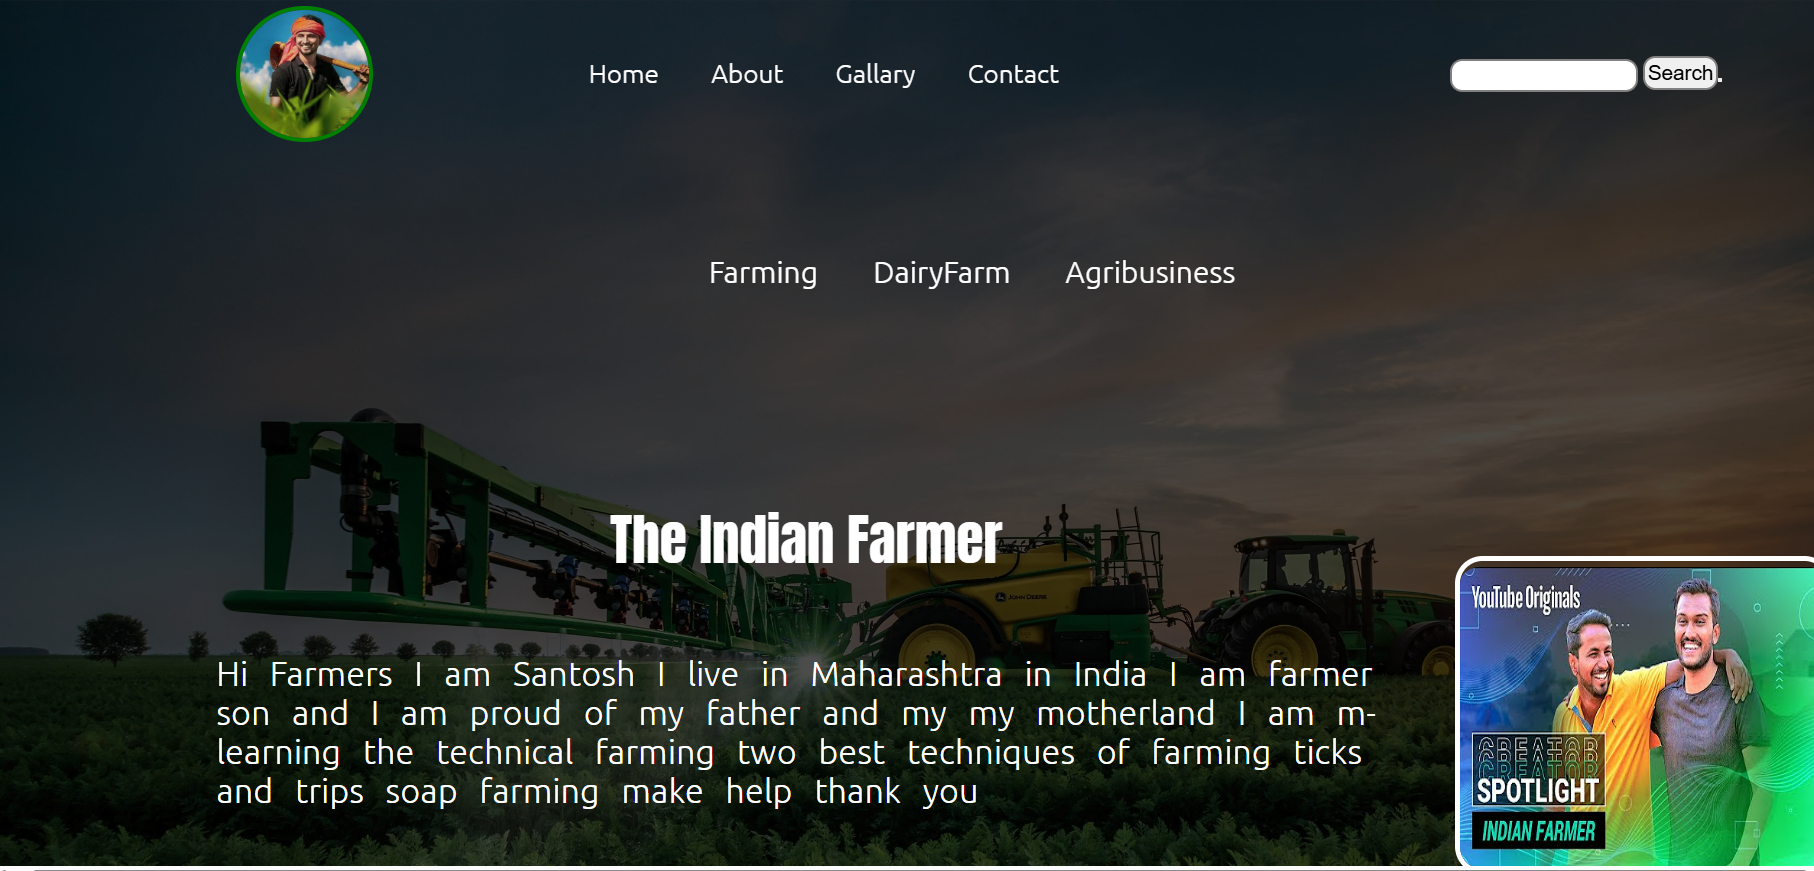 Home About Gallary Contact
Search.
Farming DairyFarm Agribusiness
The Indian Farmer
JOHN DEERE
Hi Farmers I am Santosh I live in Maharashtra in India I am farmer
son and I am proud of my father and my my motherland I am m-
learning the technical farming two best techniques of farming ticks
and trips soap farming make help thank you
YouTube Originals
CREATOR
CREATOR
SPOTLIGHT
INDIAN FARMER